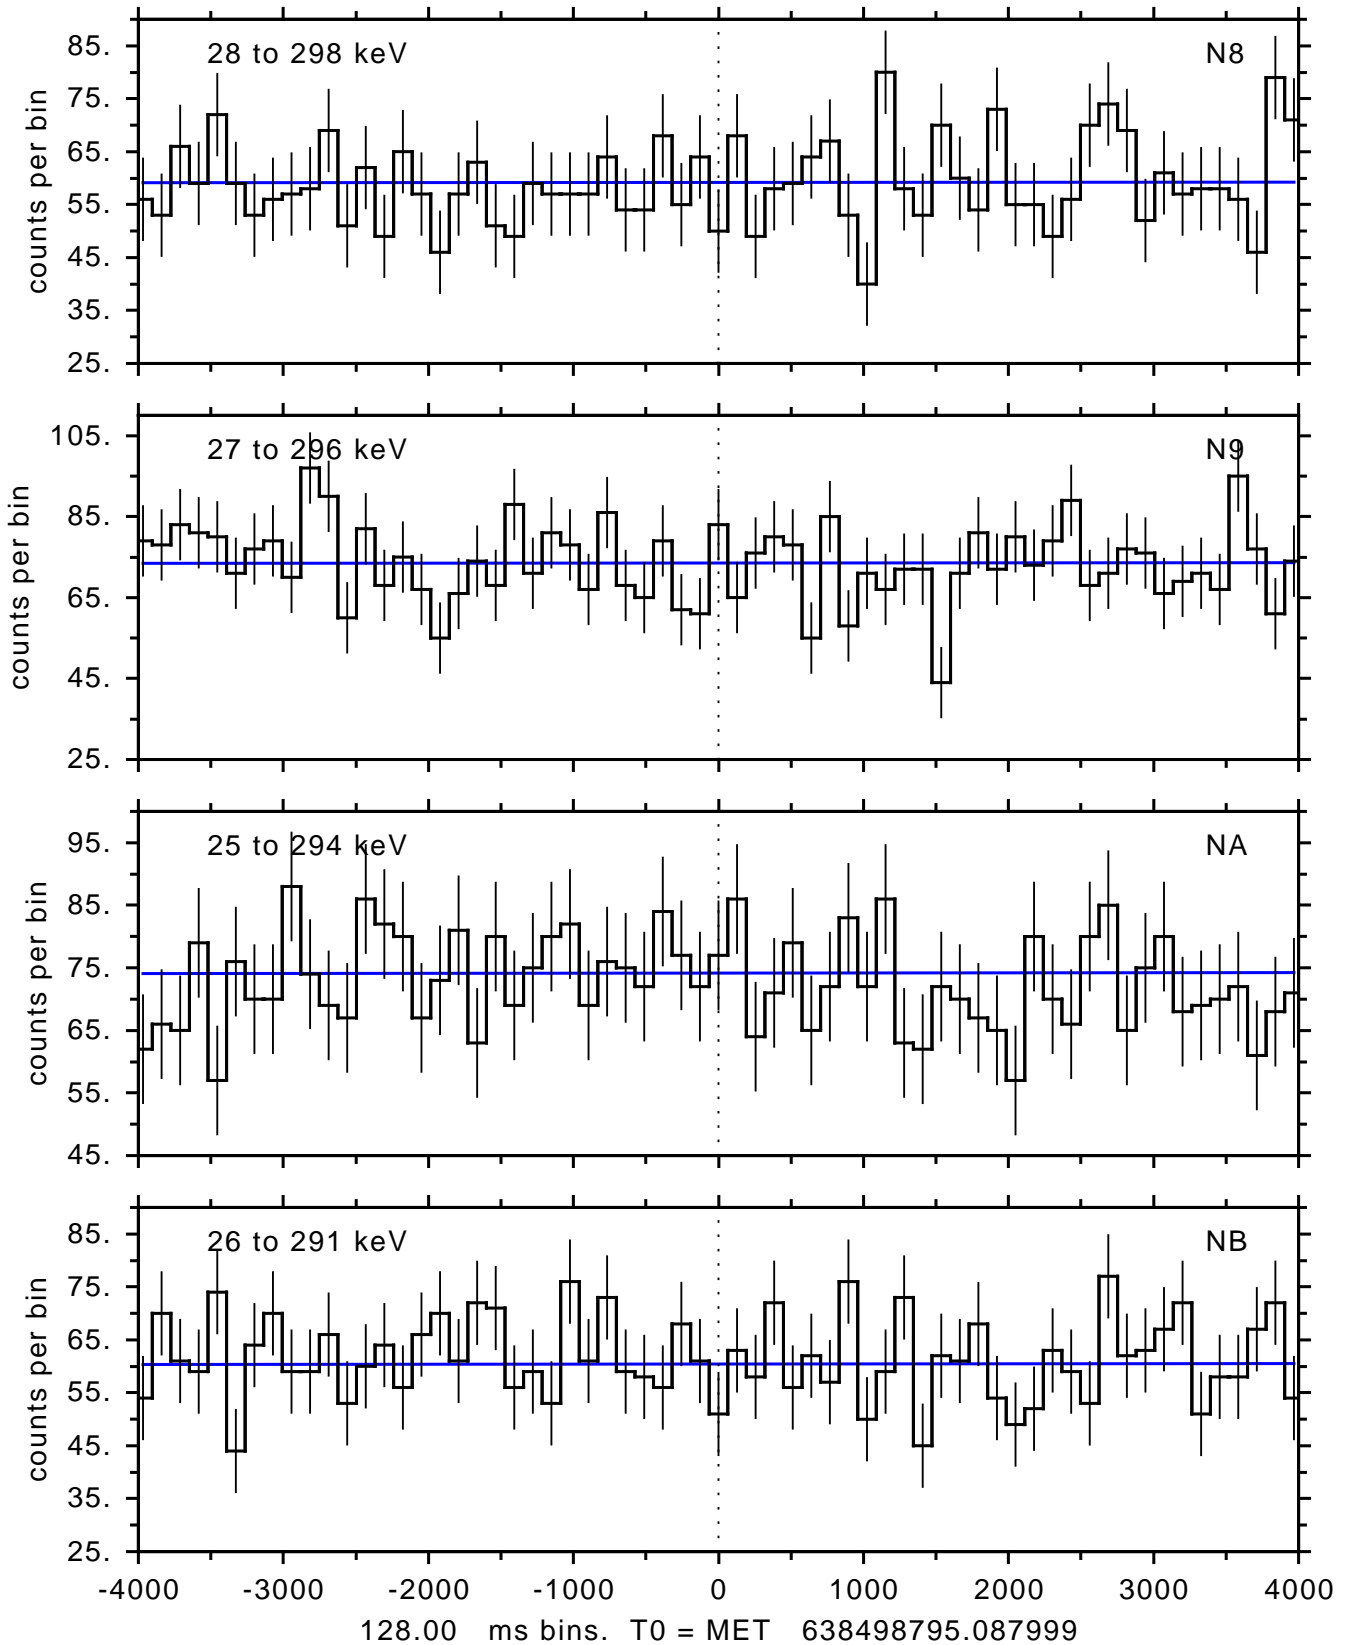 28 to 298 keV N8
85.
75.
65.
55.
45.
35.
25.
counts per bin
27 to 296 keV N9
105.
85.
65.
45.
25.
counts per bin
25 to 294 keV NA
95.
85.
75.
65.
55.
45.
counts per bin
26 to 291 keV NB
85.
75.
65.
55.
45.
35.
25.
counts per bin
-4000 -3000 -2000 -1000 0 1000 2000 3000 4000
128.00 ms bins. T0 = MET 638498795.087999